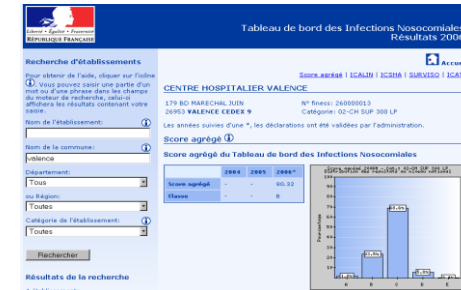 Liberté • Égalité • Fraternité
RÉPUBLIQUE FRANÇAISE
Tableau de bord des Infections Nosocomiales
Résultats 200
Accue
Recherche d'établissements
Pour obtenir de l'aide, cliquer sur l'icône
. Vous pouvez saisir une partie d'un
mot ou d'une phrase dans les champs
du moteur de recherche, celui-ci
affichera les résultats contenant votre
saisie.
Nom de l'établissement:
Nom de la commune:
valence
Département:
Tous
ou Région:
Toutes
Catégorie de l'établissement:
Toutes
Rechercher
Résultats de la recherche
Score agrégé | ICALIN | ICSHA | SURVISO | ICAT
CENTRE HOSPITALIER VALENCE
179 BD MARECHAL JUIN
26953 VALENCE CEDEX 9
N° finess: 260000013
Catégorie: 02-CH SUP 300 LP
Les années suivies d'une *, les déclarations ont été validées par l'administration.
Score agrégé
Score agrégé du Tableau de bord des Infections Nosocomiales
2004 2005 2006*
Score agrégé - - 80.32
Classe - - B
A B C D E